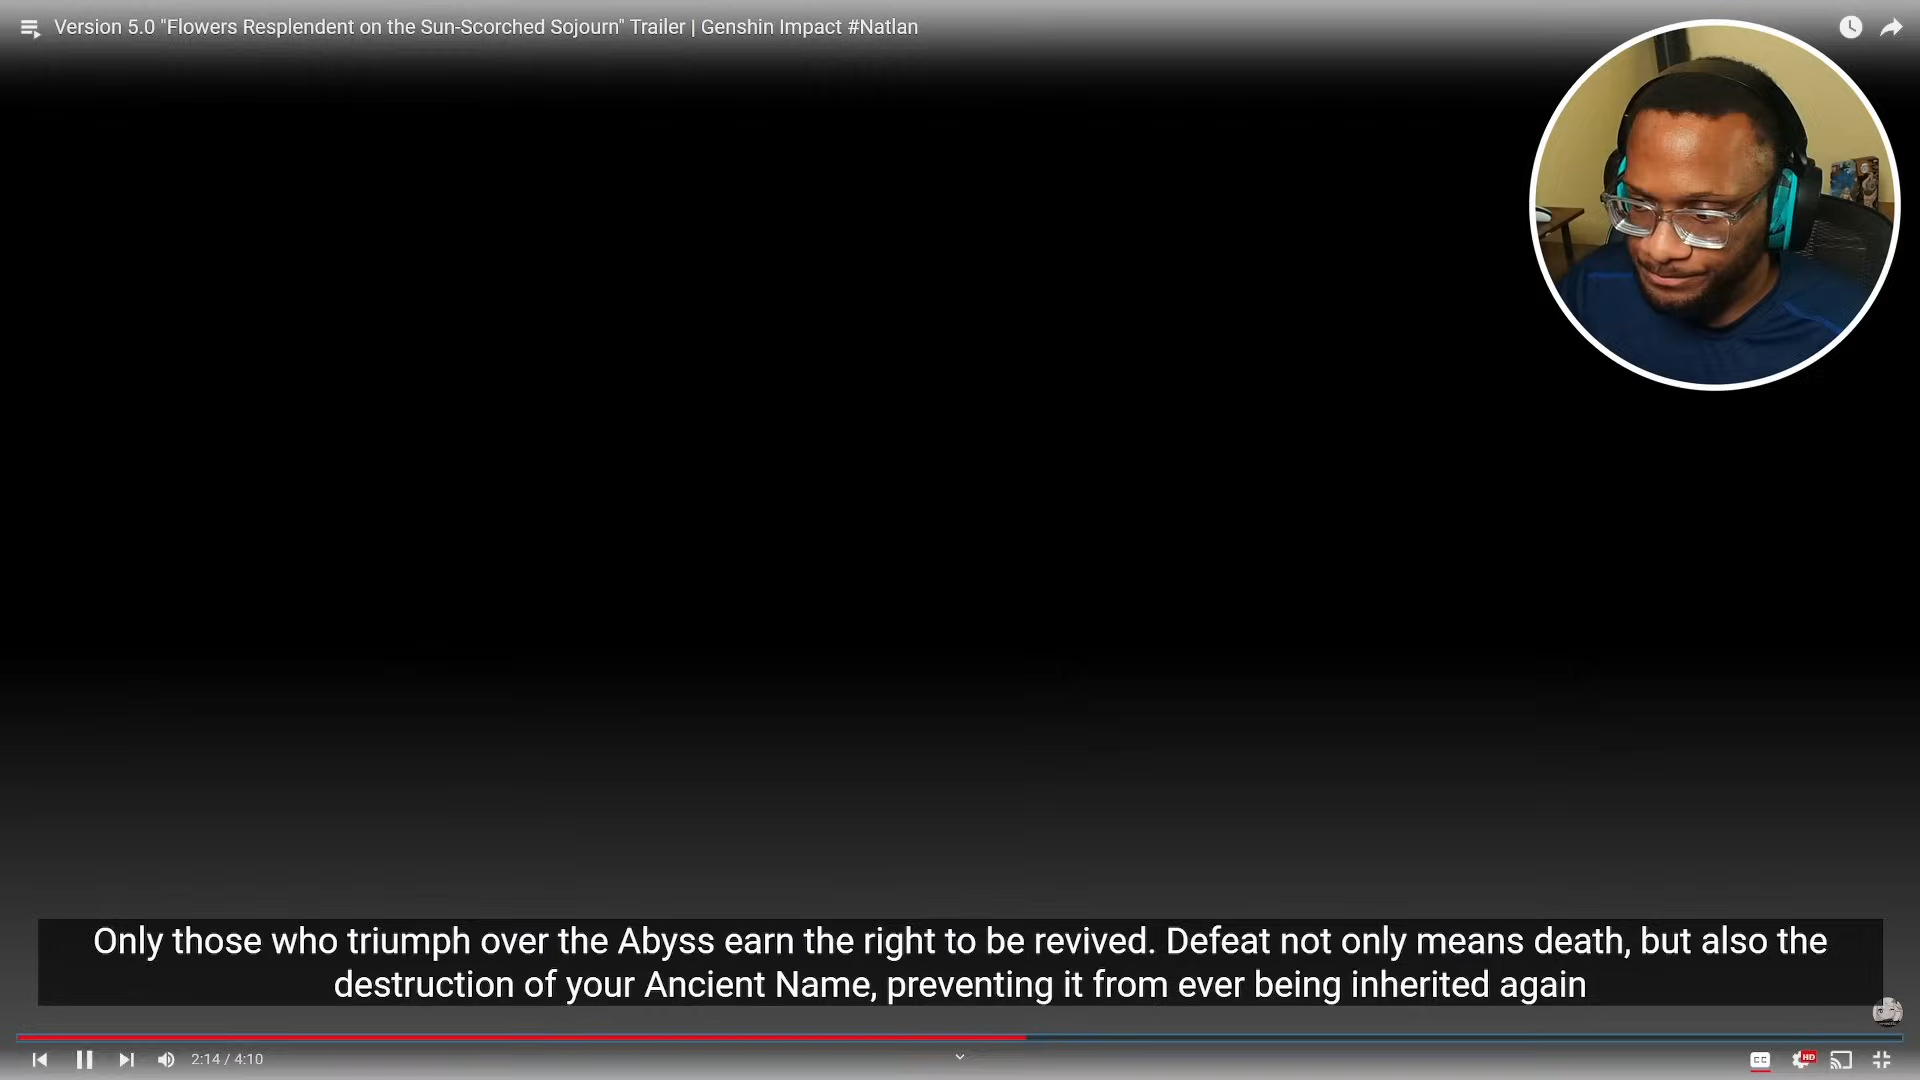 Version 5.0 "Flowers Resplendent on the Sun-Scorched Sojourn" Trailer | Genshin Impact #Natlan
Only those who triumph over the Abyss earn the right to be revived. Defeat not only means death, but also the
destruction of your Ancient Name, preventing it from ever being inherited again
2:14 / 4:10
CC
HD